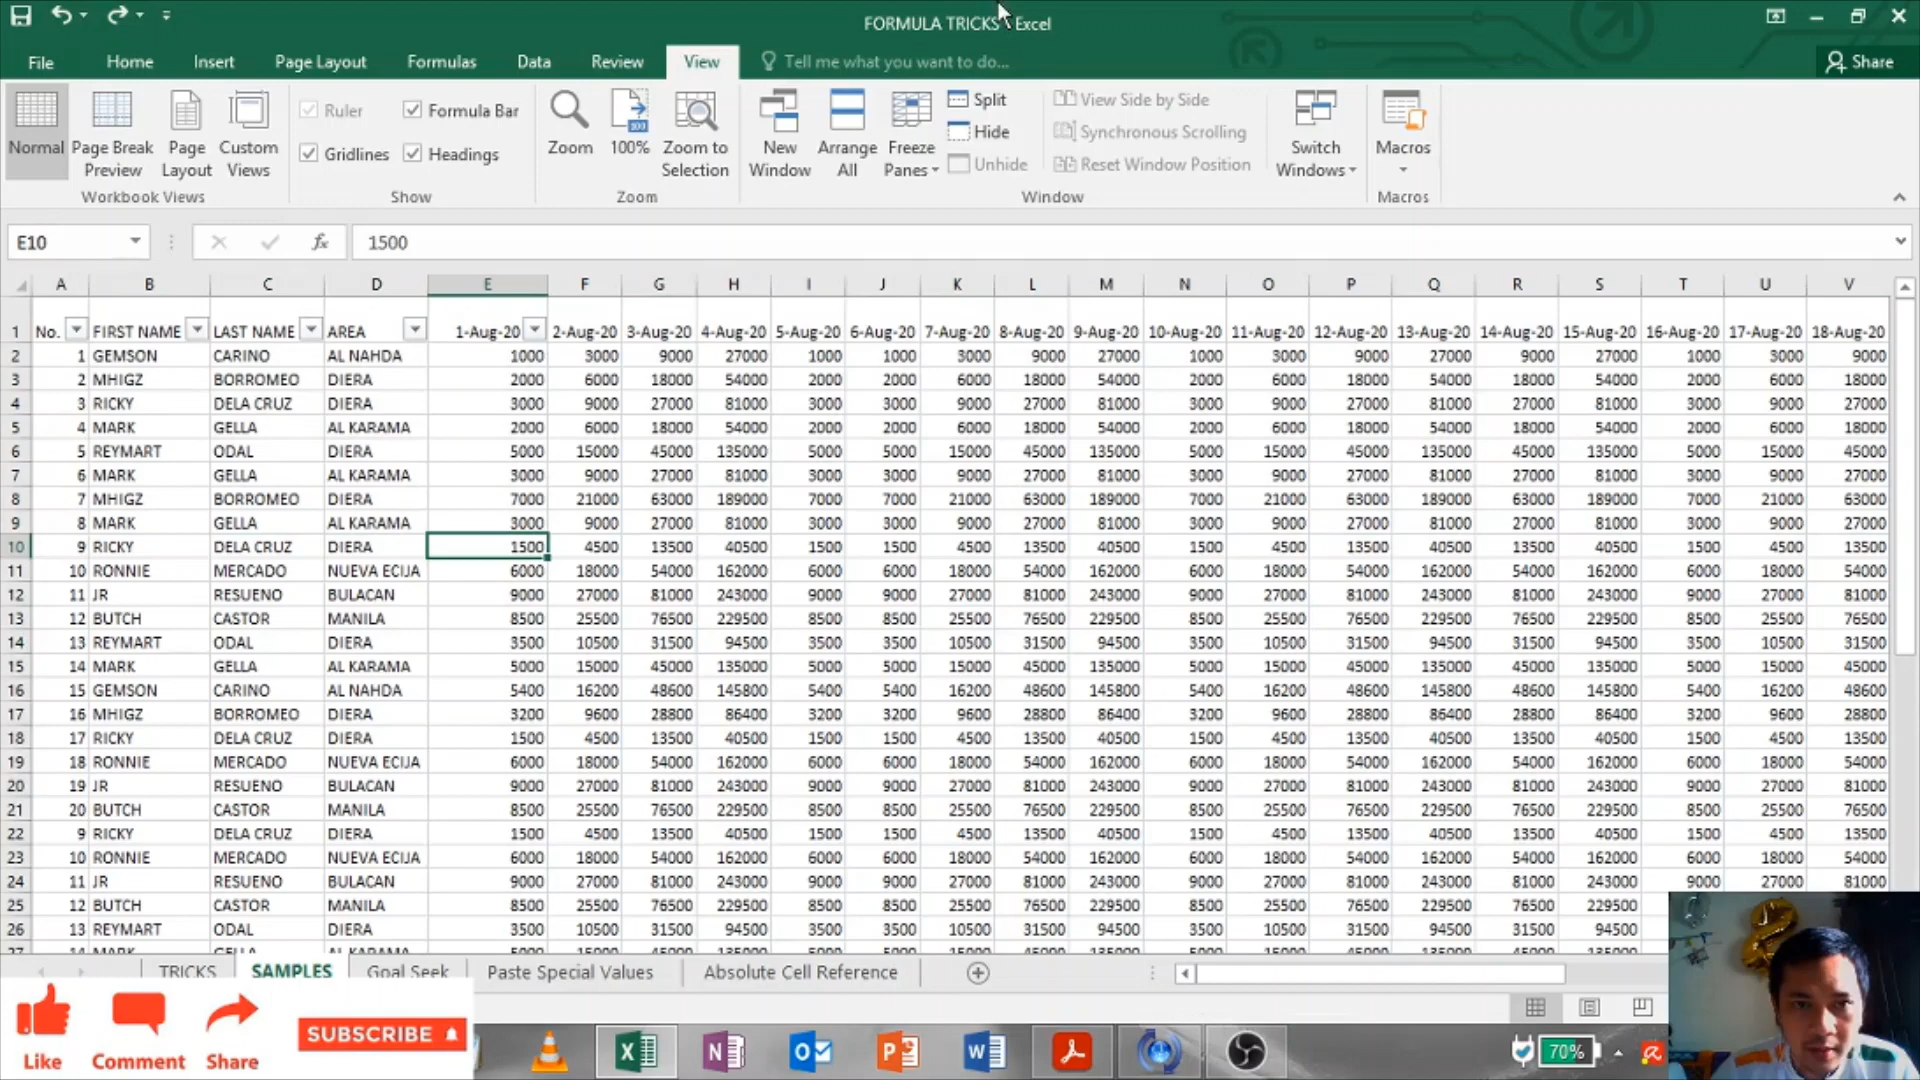 FORMULA TRICKS - Excel
File Home Insert Page Layout Formulas Data Review View Tell me what you want to do... Share
Normal Page Break Preview Page Layout Custom Views
Workbook Views
Ruler Formula Bar
Gridlines Headings
Show
Zoom 100% Zoom to Selection
Zoom
New Window Arrange All Freeze Panes
Split
Hide
Unhide
View Side by Side
Synchronous Scrolling
Reset Window Position
Window
Switch Windows
Macros
Macros
E10 fx 1500
A B C D E F G H I J K L M N O P Q R S T U V
1 No. FIRST NAME LAST NAME AREA 1-Aug-20 2-Aug-20 3-Aug-20 4-Aug-20 5-Aug-20 6-Aug-20 7-Aug-20 8-Aug-20 9-Aug-20 10-Aug-20 11-Aug-20 12-Aug-20 13-Aug-20 14-Aug-20 15-Aug-20 16-Aug-20 17-Aug-20 18-Aug-20
2 1 GEMSON CARINO AL NAHDA 1000 3000 9000 27000 1000 1000 3000 9000 27000 1000 3000 9000 27000 9000 27000 1000 3000 9000
3 2 MHIGZ BORROMEO DIERA 2000 6000 18000 54000 2000 2000 6000 18000 54000 2000 6000 18000 54000 18000 54000 2000 6000 18000
4 3 RICKY DELA CRUZ DIERA 3000 9000 27000 81000 3000 3000 9000 27000 81000 3000 9000 27000 81000 27000 81000 3000 9000 27000
5 4 MARK GELLA AL KARAMA 2000 6000 18000 54000 2000 2000 6000 18000 54000 2000 6000 18000 54000 18000 54000 2000 6000 18000
6 5 REYMART ODAL DIERA 5000 15000 45000 135000 5000 5000 15000 45000 135000 5000 15000 45000 135000 45000 135000 5000 15000 45000
7 6 MARK GELLA AL KARAMA 3000 9000 27000 81000 3000 3000 9000 27000 81000 3000 9000 27000 81000 27000 81000 3000 9000 27000
8 7 MHIGZ BORROMEO DIERA 7000 21000 63000 189000 7000 7000 21000 63000 189000 7000 21000 63000 189000 63000 189000 7000 21000 63000
9 8 MARK GELLA AL KARAMA 3000 9000 27000 81000 3000 3000 9000 27000 81000 3000 9000 27000 81000 27000 81000 3000 9000 27000
10 9 RICKY DELA CRUZ DIERA 1500 4500 13500 40500 1500 1500 4500 13500 40500 1500 4500 13500 40500 13500 40500 1500 4500 13500
11 10 RONNIE MERCADO NUEVA ECIJA 6000 18000 54000 162000 6000 6000 18000 54000 162000 6000 18000 54000 162000 54000 162000 6000 18000 54000
12 11 JR RESUENO BULACAN 9000 27000 81000 243000 9000 9000 27000 81000 243000 9000 27000 81000 243000 81000 243000 9000 27000 81000
13 12 BUTCH CASTOR MANILA 8500 25500 76500 229500 8500 8500 25500 76500 229500 8500 25500 76500 229500 76500 229500 8500 25500 76500
14 13 REYMART ODAL DIERA 3500 10500 31500 94500 3500 3500 10500 31500 94500 3500 10500 31500 94500 31500 94500 3500 10500 31500
15 14 MARK GELLA AL KARAMA 5000 15000 45000 135000 5000 5000 15000 45000 135000 5000 15000 45000 135000 45000 135000 5000 15000 45000
16 15 GEMSON CARINO AL NAHDA 5400 16200 48600 145800 5400 5400 16200 48600 145800 5400 16200 48600 145800 48600 145800 5400 16200 48600
17 16 MHIGZ BORROMEO DIERA 3200 9600 28800 86400 3200 3200 9600 28800 86400 3200 9600 28800 86400 28800 86400 3200 9600 28800
18 17 RICKY DELA CRUZ DIERA 1500 4500 13500 40500 1500 1500 4500 13500 40500 1500 4500 13500 40500 13500 40500 1500 4500 13500
19 18 RONNIE MERCADO NUEVA ECIJA 6000 18000 54000 162000 6000 6000 18000 54000 162000 6000 18000 54000 162000 54000 162000 6000 18000 54000
20 19 JR RESUENO BULACAN 9000 27000 81000 243000 9000 9000 27000 81000 243000 9000 27000 81000 243000 81000 243000 9000 27000 81000
21 20 BUTCH CASTOR MANILA 8500 25500 76500 229500 8500 8500 25500 76500 229500 8500 25500 76500 229500 76500 229500 8500 25500 76500
22 9 RICKY DELA CRUZ DIERA 1500 4500 13500 40500 1500 1500 4500 13500 40500 1500 4500 13500 40500 13500 40500 1500 4500 13500
23 10 RONNIE MERCADO NUEVA ECIJA 6000 18000 54000 162000 6000 6000 18000 54000 162000 6000 18000 54000 162000 54000 162000 6000 18000 54000
24 11 JR RESUENO BULACAN 9000 27000 81000 243000 9000 9000 27000 81000 243000 9000 27000 81000 243000 81000 243000 9000 27000 81000
25 12 BUTCH CASTOR MANILA 8500 25500 76500 229500 8500 8500 25500 76500 229500 8500 25500 76500 229500 76500 229500
26 13 REYMART ODAL DIERA 3500 10500 31500 94500 3500 3500 10500 31500 94500 3500 10500 31500 94500 31500 94500
TRICKS SAMPLES Goal Seek Paste Special Values Absolute Cell Reference
Like Comment Share SUBSCRIBE
70%